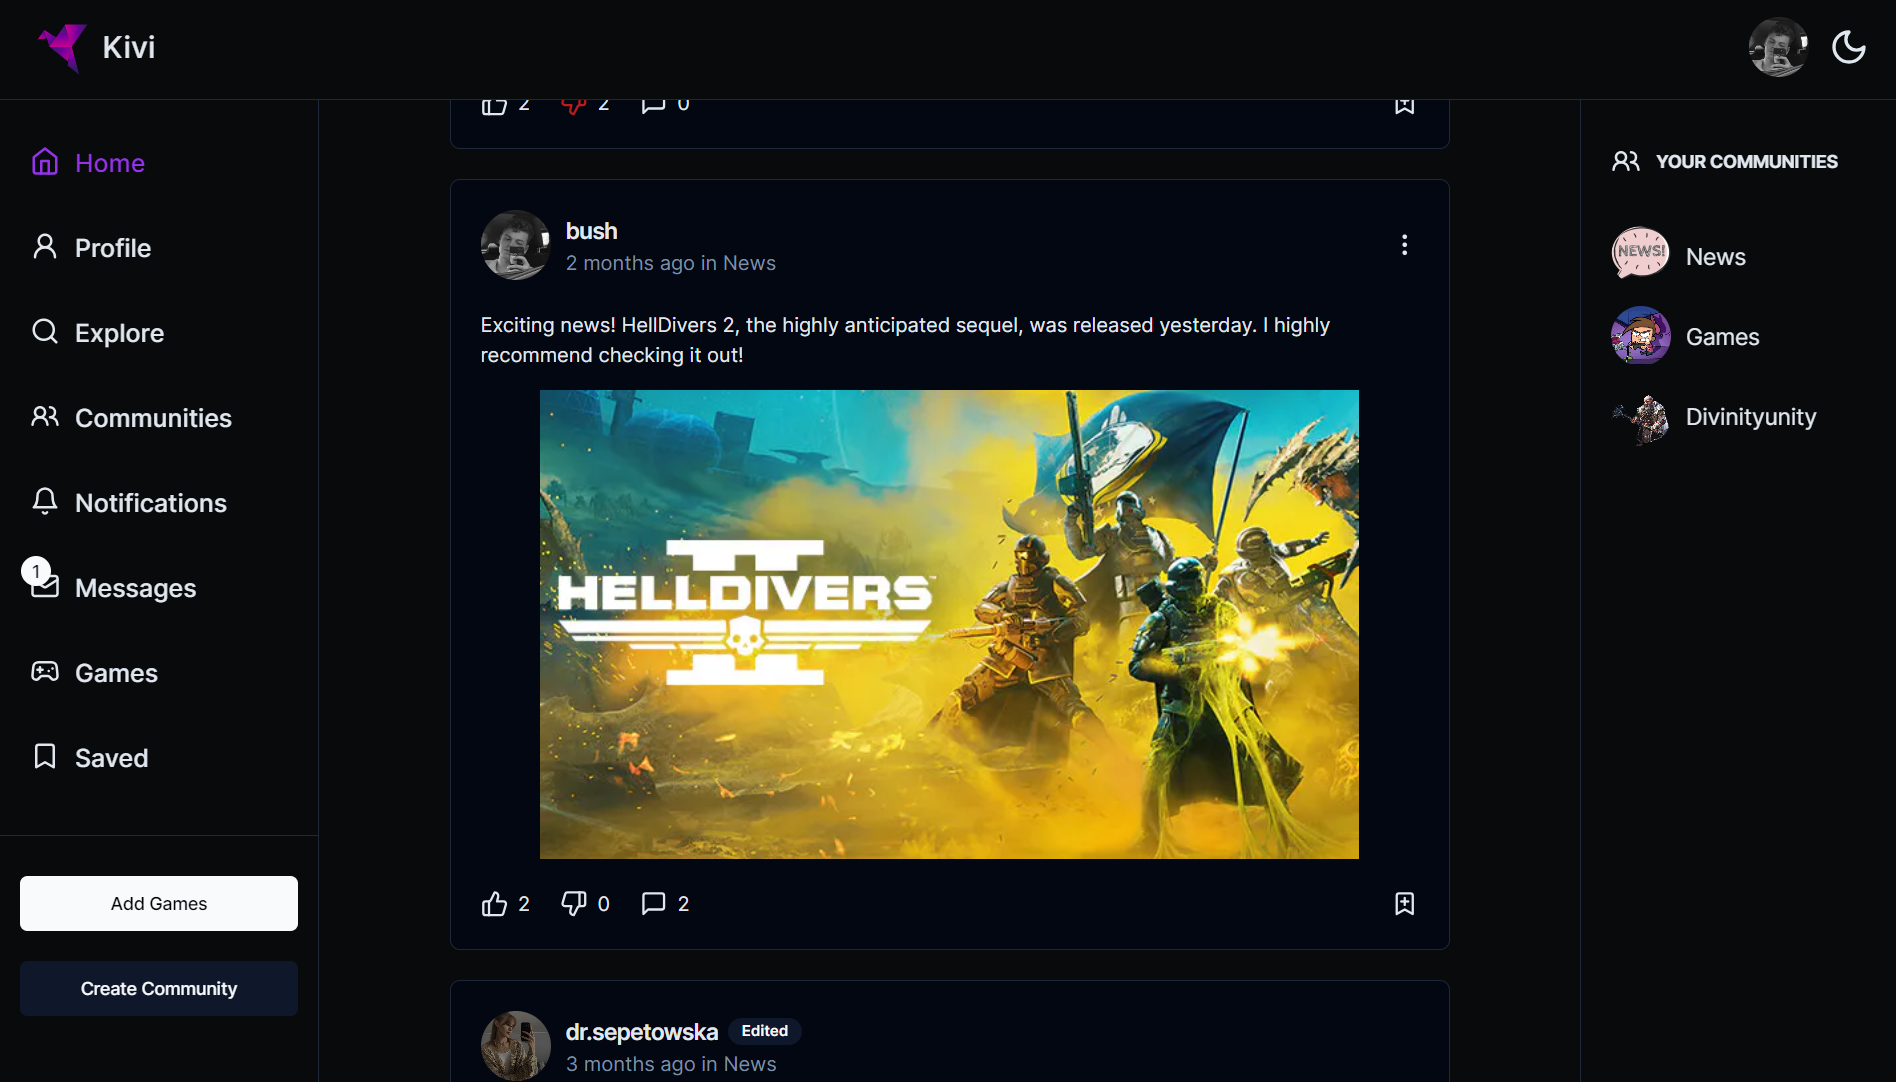 Kivi
2 2 0
Home
Profile
Explore
Communities
Notifications
1
Messages
Games
Saved
Add Games
Create Community
bush
2 months ago in News
Exciting news! HellDivers 2, the highly anticipated sequel, was released yesterday. I highly
recommend checking it out!
II
HELLDIVERS™
2 0 2
dr.sepetowska Edited
3 months ago in News
YOUR COMMUNITIES
NEWS!
News
Games
Divinityunity